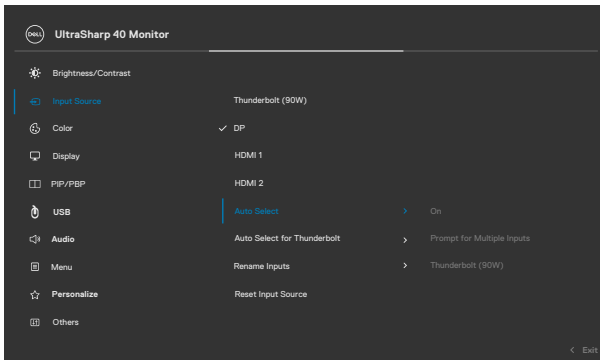 DELL UltraSharp 40 Monitor
Brightness/Contrast
Input Source Thunderbolt (90W)
Color DP
Display HDMI 1
PIP/PBP HDMI 2
USB Auto Select On
Audio Auto Select for Thunderbolt Prompt for Multiple Inputs
Menu Rename Inputs Thunderbolt (90W)
Personalize Reset Input Source
Others
Exit